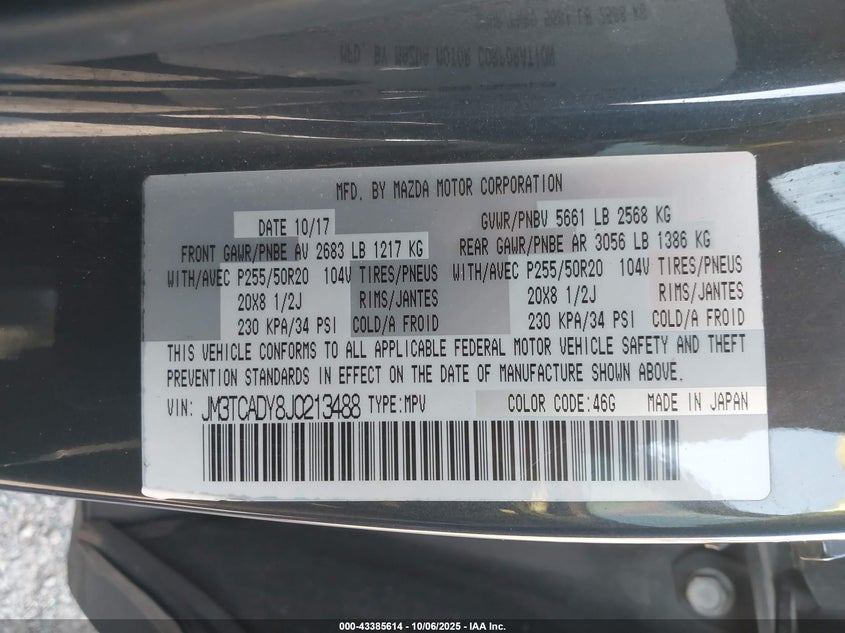 MFD. BY MAZDA MOTOR CORPORATION
DATE 10/17 GVWR/PNBV 5661 LB 2568 KG
FRONT GAWR/PNBE AV 2683 LB 1217 KG REAR GAWR/PNBE AR 3056 LB 1386 KG
WITH/AVEC P255/50R20 104V TIRES/PNEUS WITH/AVEC P255/50R20 104V TIRES/PNEUS
20X8 1/2J RIMS/JANTES 20X8 1/2J RIMS/JANTES
230 KPA/34 PSI COLD/A FROID 230 KPA/34 PSI COLD/A FROID
THIS VEHICLE CONFORMS TO ALL APPLICABLE FEDERAL MOTOR VEHICLE SAFETY AND THEFT
PREVENTION STANDARDS IN EFFECT ON THE DATE OF MANUFACTURE SHOWN ABOVE.
VIN: JM3TCADY8J0213488 TYPE:MPV COLOR CODE:46G MADE IN JAPAN
000-43385614 - 10/06/2025 - IAA Inc.